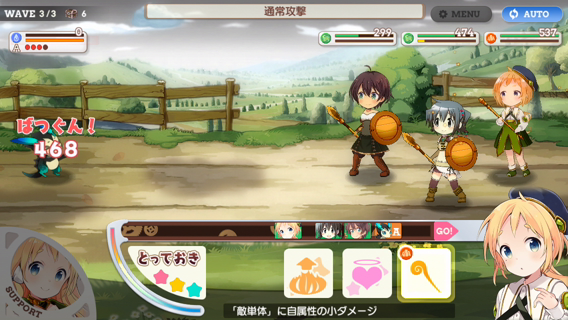 WAVE 3/3 6
通常攻撃
MENU
AUTO
0
A
299
474
537
ばつぐん!
468
A
GO!
とっておき
SUPPORT
「敵単体」に自属性の小ダメージ